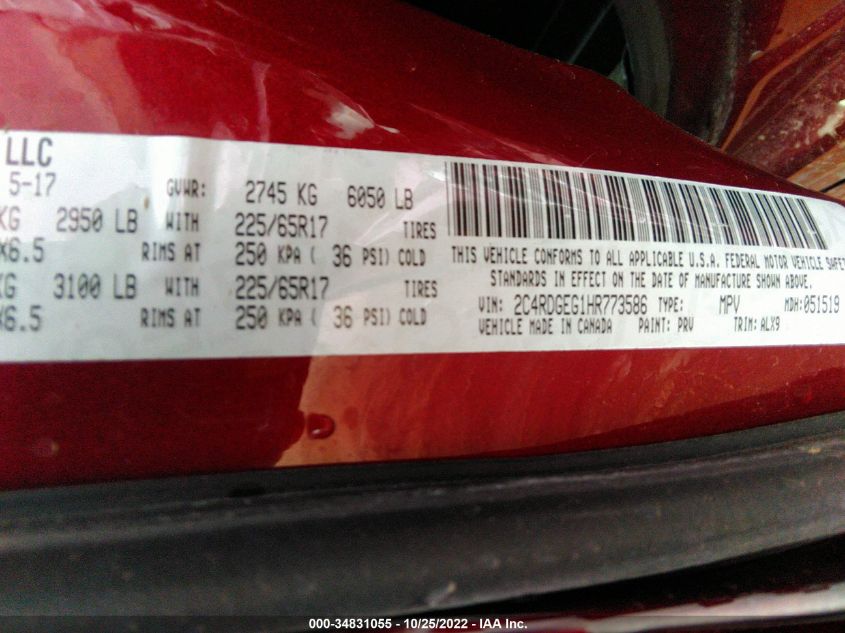 LLC
5-17 GVWR: 2745 KG 6050 LB
KG 2950 LB WITH 225/65R17 TIRES
X6.5 RIMS AT 250 KPA ( 36 PSI) COLD
KG 3100 LB WITH 225/65R17 TIRES
X6.5 RIMS AT 250 KPA ( 36 PSI) COLD
THIS VEHICLE CONFORMS TO ALL APPLICABLE U.S.A. FEDERAL MOTOR VEHICLE SAFET
STANDARDS IN EFFECT ON THE DATE OF MANUFACTURE SHOWN ABOVE.
VIN: 2C4RDGEG1HR773586 TYPE: MPV MDH:051519
VEHICLE MADE IN CANADA PAINT: PRV TRIM: ALX9
000-34831055 - 10/25/2022 - IAA Inc.